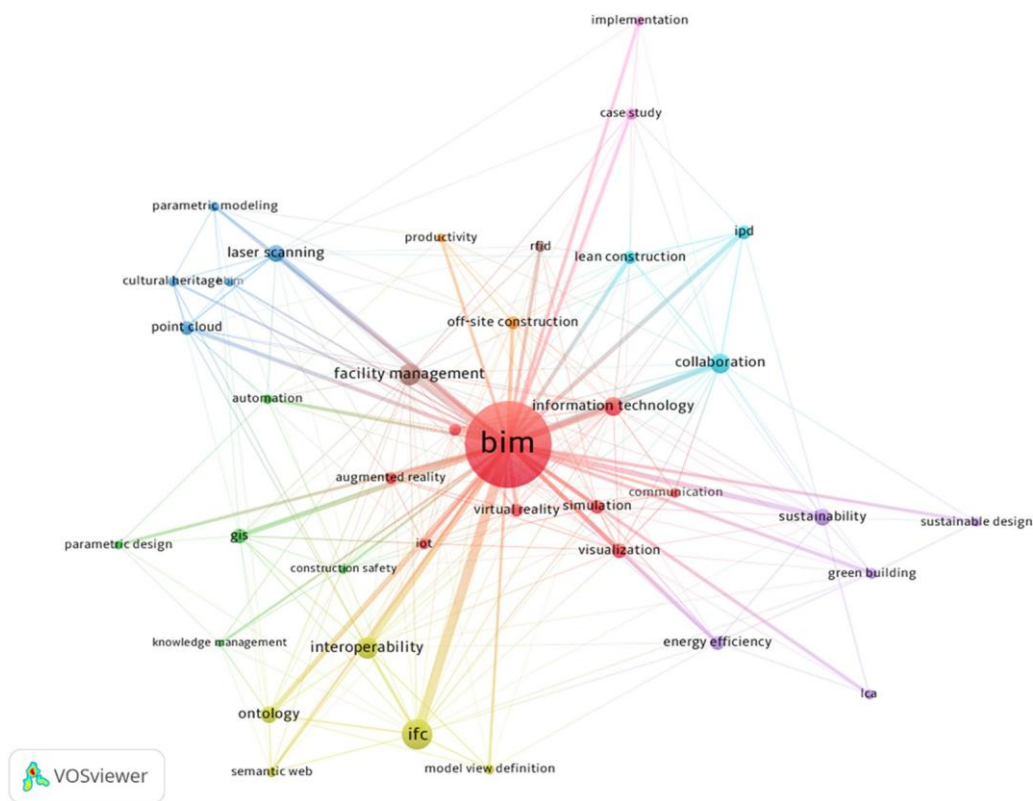 implementation
case study
parametric modeling
ipd
productivity
rfid
laser scanning
lean construction
cultural heritage
hbim
off-site construction
point cloud
collaboration
facility management
automation
information technology
bim
augmented reality
communication
virtual reality
simulation
sustainability
sustainable design
gis
parametric design
iot
visualization
construction safety
green building
knowledge management
interoperability
energy efficiency
lca
ontology
ifc
semantic web
model view definition
VOSviewer